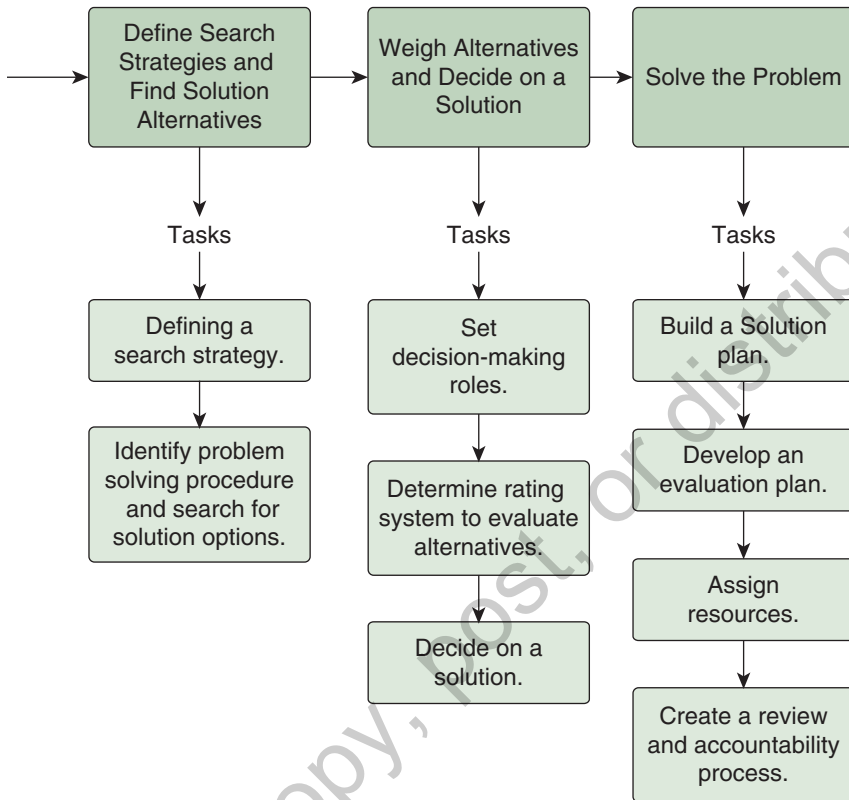 Define Search
Strategies and
Find Solution
Alternatives
Weigh Alternatives
and Decide on a
Solution
Solve the Problem
Tasks
Tasks
Tasks
Defining a
search strategy.
Identify problem
solving procedure
and search for
solution options.
Set
decision-making
roles.
Determine rating
system to evaluate
alternatives.
Decide on a
solution.
Build a Solution
plan.
Develop an
evaluation plan.
Assign
resources.
Create a review
and accountability
process.
post, or